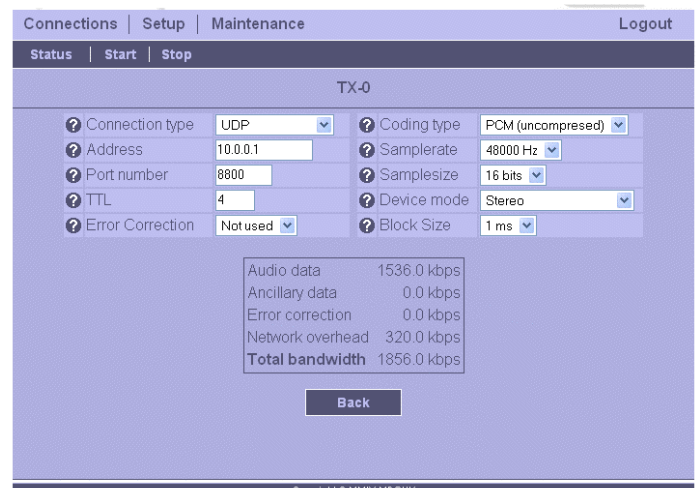 Connections | Setup | Maintenance Logout
Status | Start | Stop
TX-0
? Connection type UDP ? Coding type PCM (uncompresed)
? Address 10.0.0.1 ? Samplerate 48000 Hz
? Port number 8800 ? Samplesize 16 bits
? TTL 4 ? Device mode Stereo
? Error Correction Not used ? Block Size 1 ms
Audio data 1536.0 kbps
Ancillary data 0.0 kbps
Error correction 0.0 kbps
Network overhead 320.0 kbps
Total bandwidth 1856.0 kbps
Back